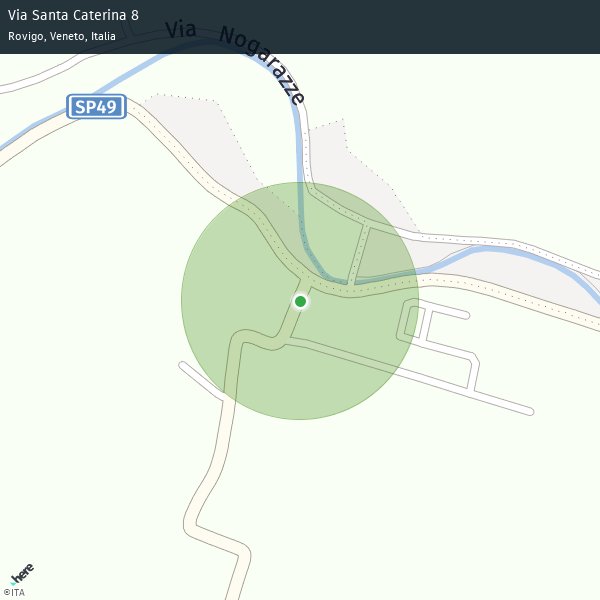 Via Santa Caterina 8
Rovigo, Veneto, Italia
Via Nogarazze
SP49
here
©ITA